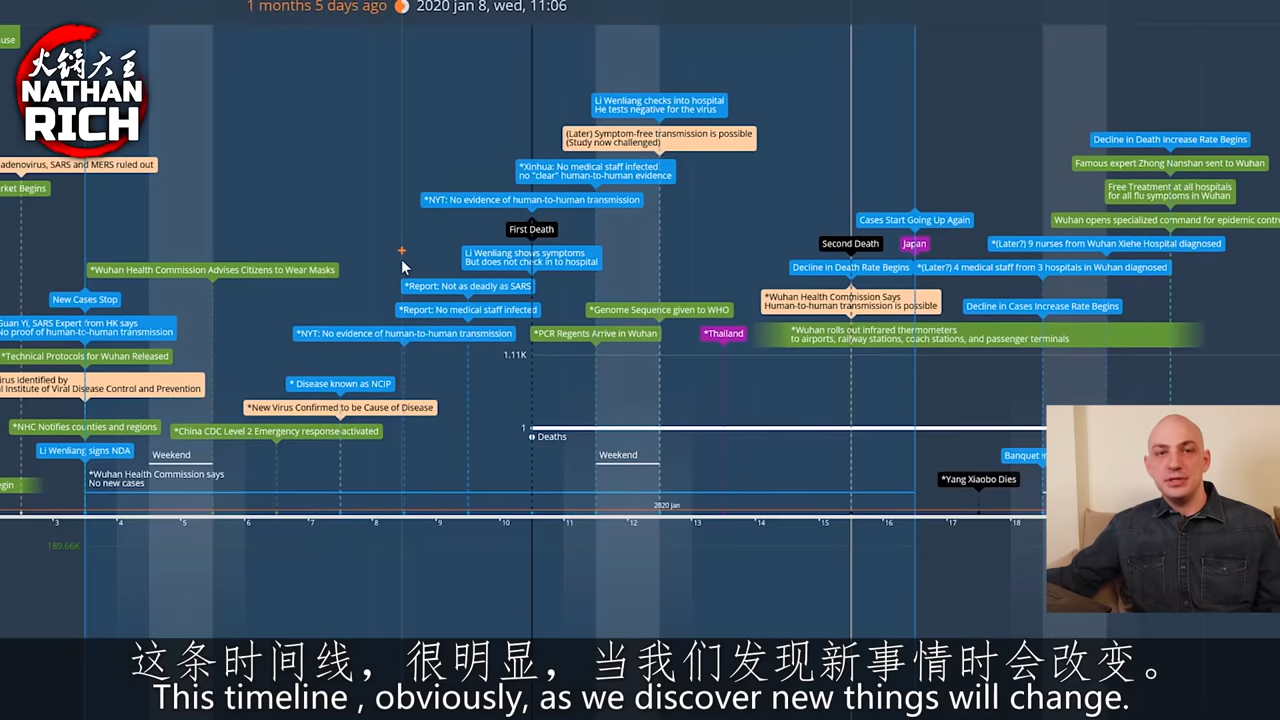 1 months 5 days ago 2020 jan 8, wed, 11:06
火锅大王
NATHAN
RICH
Li Wenliang checks into hospital
He tests negative for the virus
(Later) Symptom-free transmission is possible
(Study now challenged)
Decline in Death Increase Rate Begins
adenovirus, SARS and MERS ruled out
*Xinhua: No medical staff infected
no "clear" human-to-human evidence
Famous expert Zhong Nanshan sent to Wuhan
rket Begins
*NYT: No evidence of human-to-human transmission
Free Treatment at all hospitals
for all flu symptoms in Wuhan
First Death
Cases Start Going Up Again
Wuhan opens specialized command for epidemic contro
Second Death
Japan
*(Later?) 9 nurses from Wuhan Xiehe Hospital diagnosed
Li Wenliang shows symptoms
But does not check in to hospital
*Wuhan Health Commission Advises Citizens to Wear Masks
Decline in Death Rate Begins
*(Later?) 4 medical staff from 3 hospitals in Wuhan diagnosed
*Report: Not as deadly as SARS
New Cases Stop
*Wuhan Health Commission Says
Human-to-human transmission is possible
*Report: No medical staff infected
*Genome Sequence given to WHO
Decline in Cases Increase Rate Begins
Guan Yi, SARS Expert from HK says
No proof of human-to-human transmission
*NYT: No evidence of human-to-human transmission
*PCR Regents Arrive in Wuhan
*Thailand
*Wuhan rolls out infrared thermometers
to airports, railway stations, coach stations, and passenger terminals
*Technical Protocols for Wuhan Released
1.11K
irus Identified by
l Institute of Viral Disease Control and Prevention
* Disease known as NCIP
*New Virus Confirmed to be Cause of Disease
*NHC Notifies counties and regions
*China CDC Level 2 Emergency response activated
1
Deaths
Li Wenliang signs NDA
Weekend
Weekend
Banquet i
*Wuhan Health Commission says
No new cases
*Yang Xiaobo Dies
egin
2020 jan
3 4 5 6 7 8 9 10 11 12 13 14 15 16 17 18
189.66K
这条时间线，很明显，当我们发现新事情时会改变。
This timeline , obviously, as we discover new things will change.